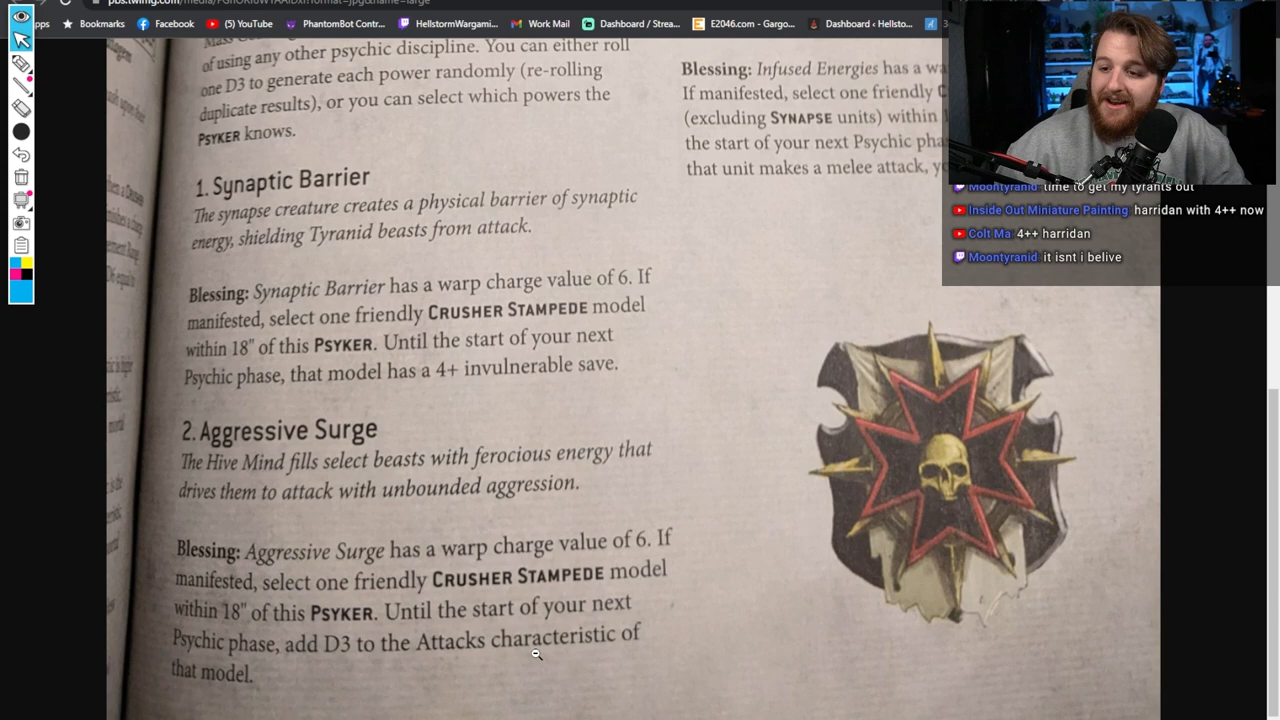 Bookmarks
Facebook
(5) YouTube
PhantomBot Contr...
HellstormWargami...
Work Mail
Dashboard / Strea...
E2046.com - Gargo...
Dashboard ‹ Hellsto...
of using any other psychic discipline. You can either roll
one D3 to generate each power randomly (re-rolling
duplicate results), or you can select which powers the
PSYKER knows.
1. Synaptic Barrier
The synapse creature creates a physical barrier of synaptic
energy, shielding Tyranid beasts from attack.
Blessing: Synaptic Barrier has a warp charge value of 6. If
manifested, select one friendly CRUSHER STAMPEDE model
within 18" of this PSYKER. Until the start of your next
Psychic phase, that model has a 4+ invulnerable save.
2. Aggressive Surge
The Hive Mind fills select beasts with ferocious energy that
drives them to attack with unbounded aggression.
Blessing: Aggressive Surge has a warp charge value of 6. If
manifested, select one friendly CRUSHER STAMPEDE model
within 18" of this PSYKER. Until the start of your next
Psychic phase, add D3 to the Attacks characteristic of
that model.
Blessing: Infused Energies has a wa
If manifested, select one friendly C
(excluding SYNAPSE units) within
the start of your next Psychic pha
that unit makes a melee attack, yo
Moontyranid: time to get my tyrants out
Inside Out Miniature Painting: harridan with 4++ now
Colt Ma: 4++ harridan
Moontyranid: it isnt i belive